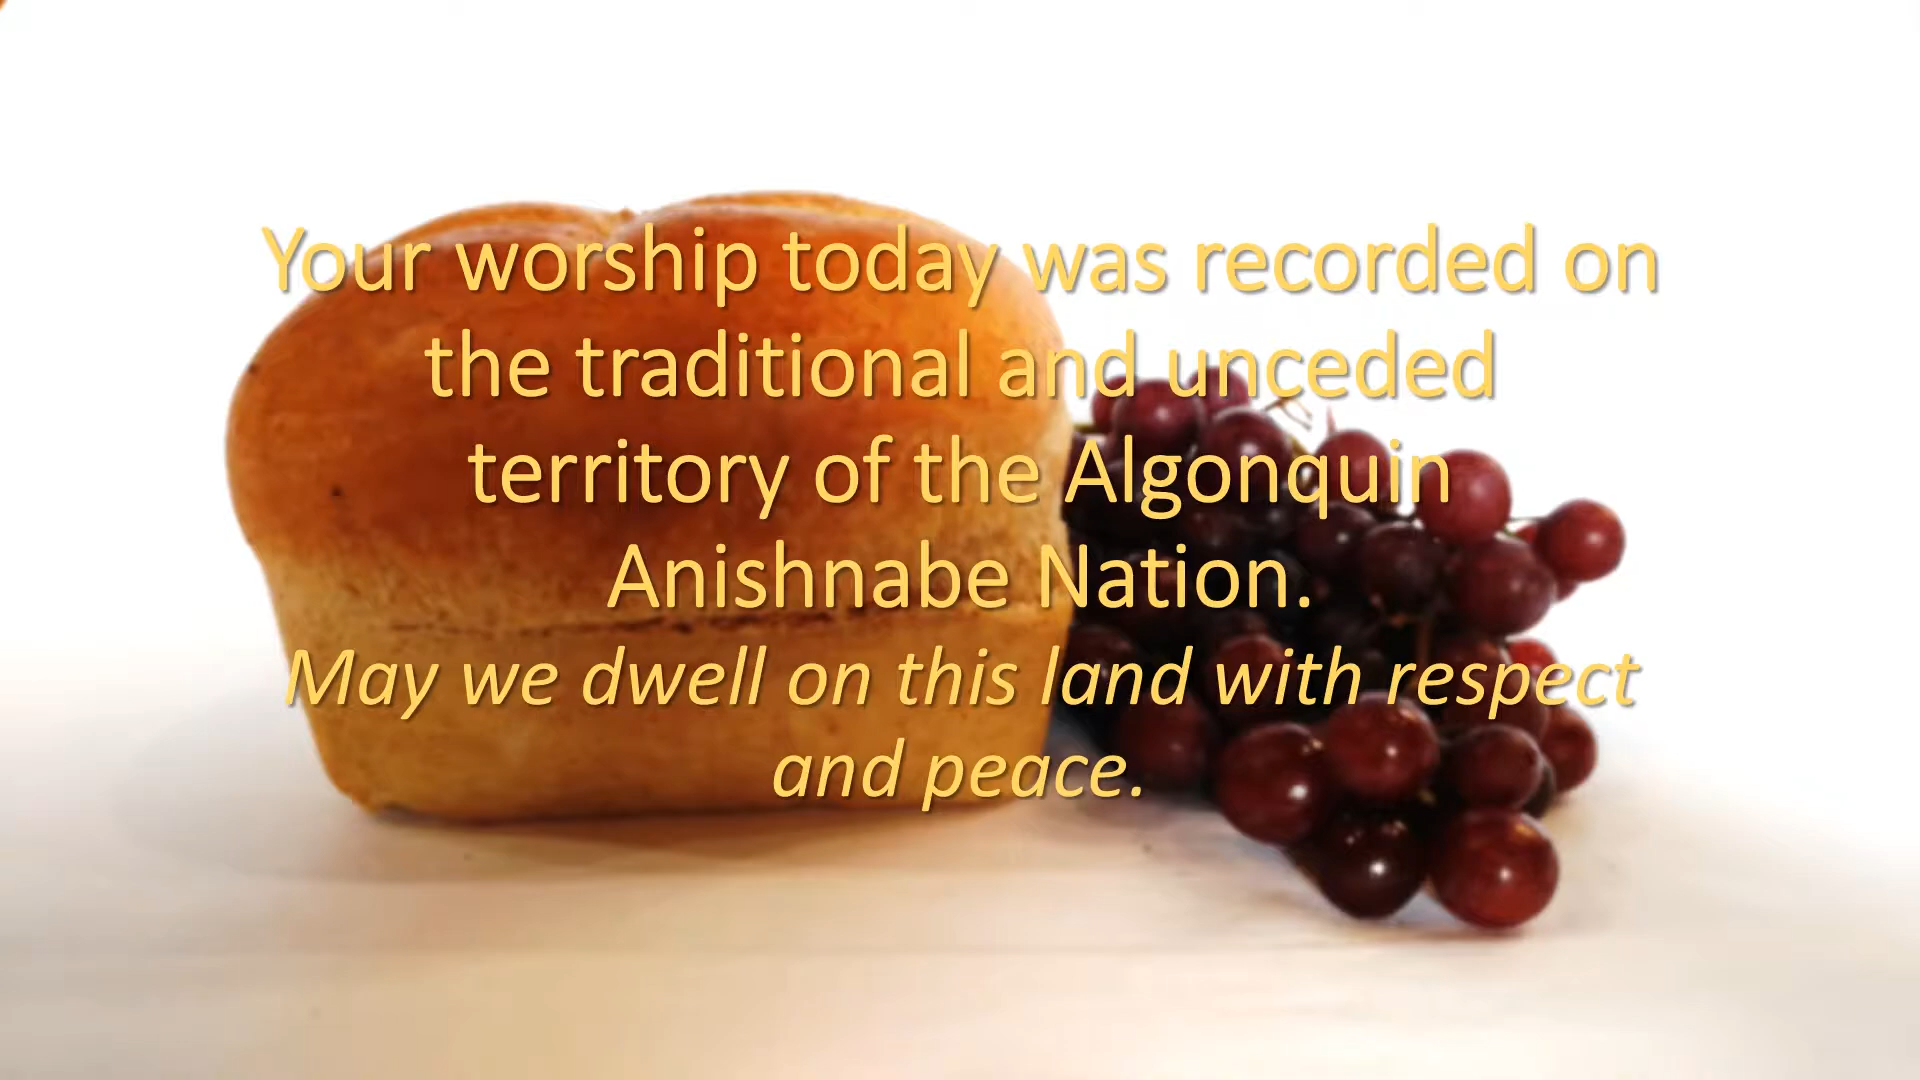 Your worship today was recorded on
the traditional and unceded
territory of the Algonquin
Anishnabe Nation.
May we dwell on this land with respect
and peace.